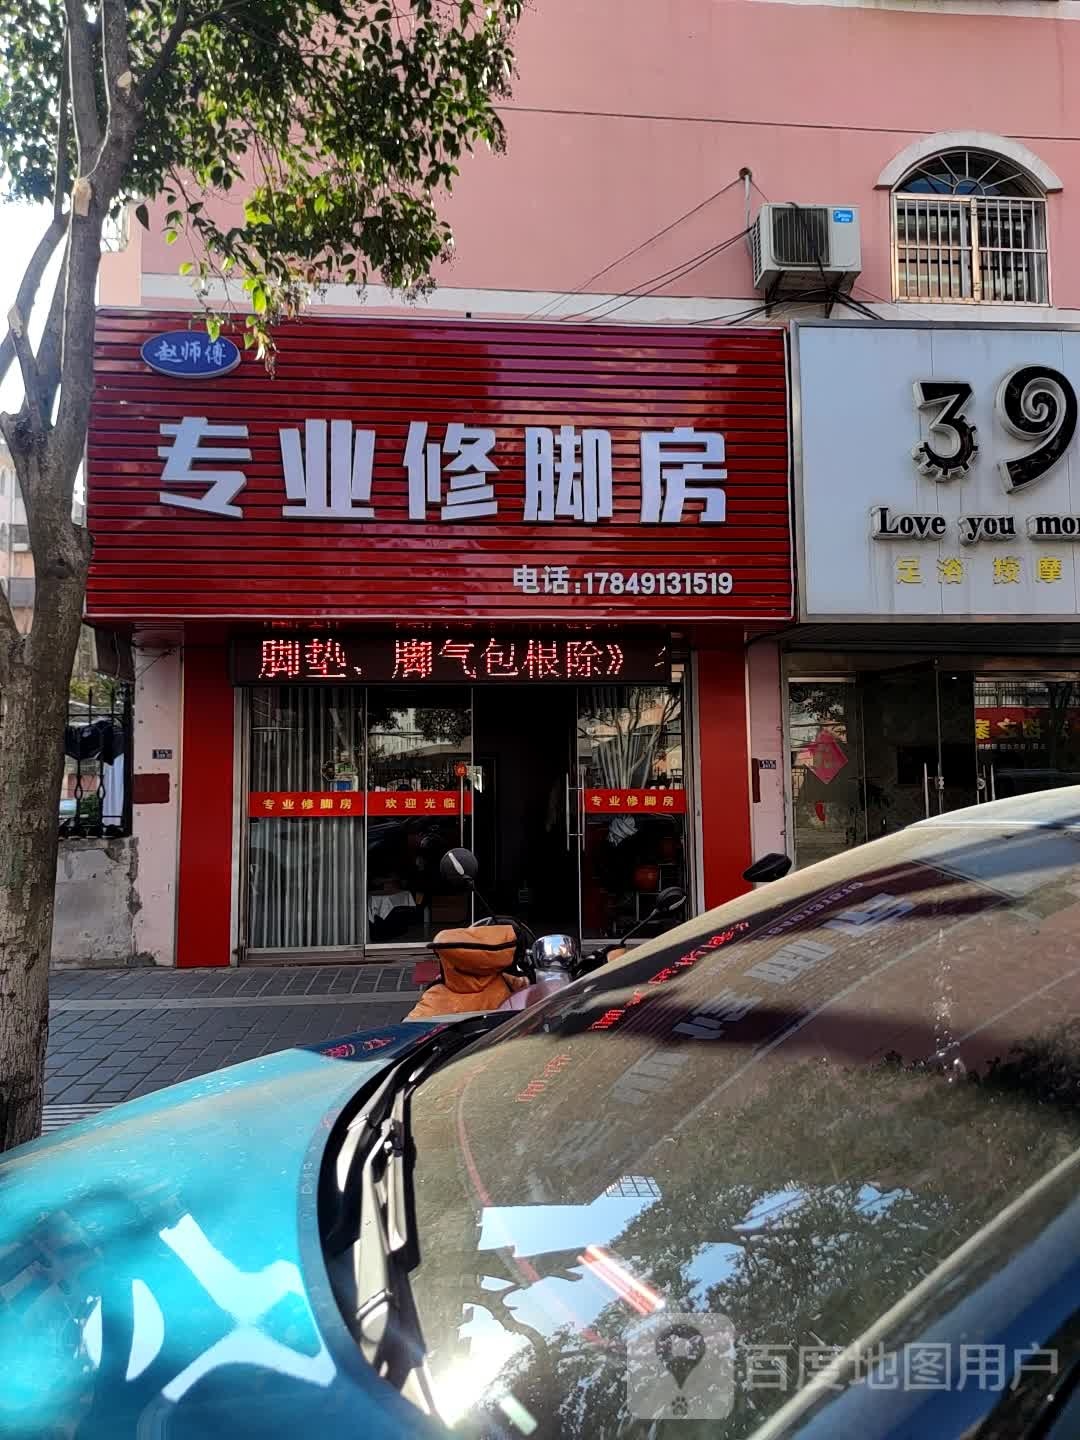 赵师傅
专业修脚房
电话:17849131519
脚垫、脚气包根除》
专业修脚房 欢迎光临
专业修脚房
39
Love you mor
足浴 按摩
百度地图用户